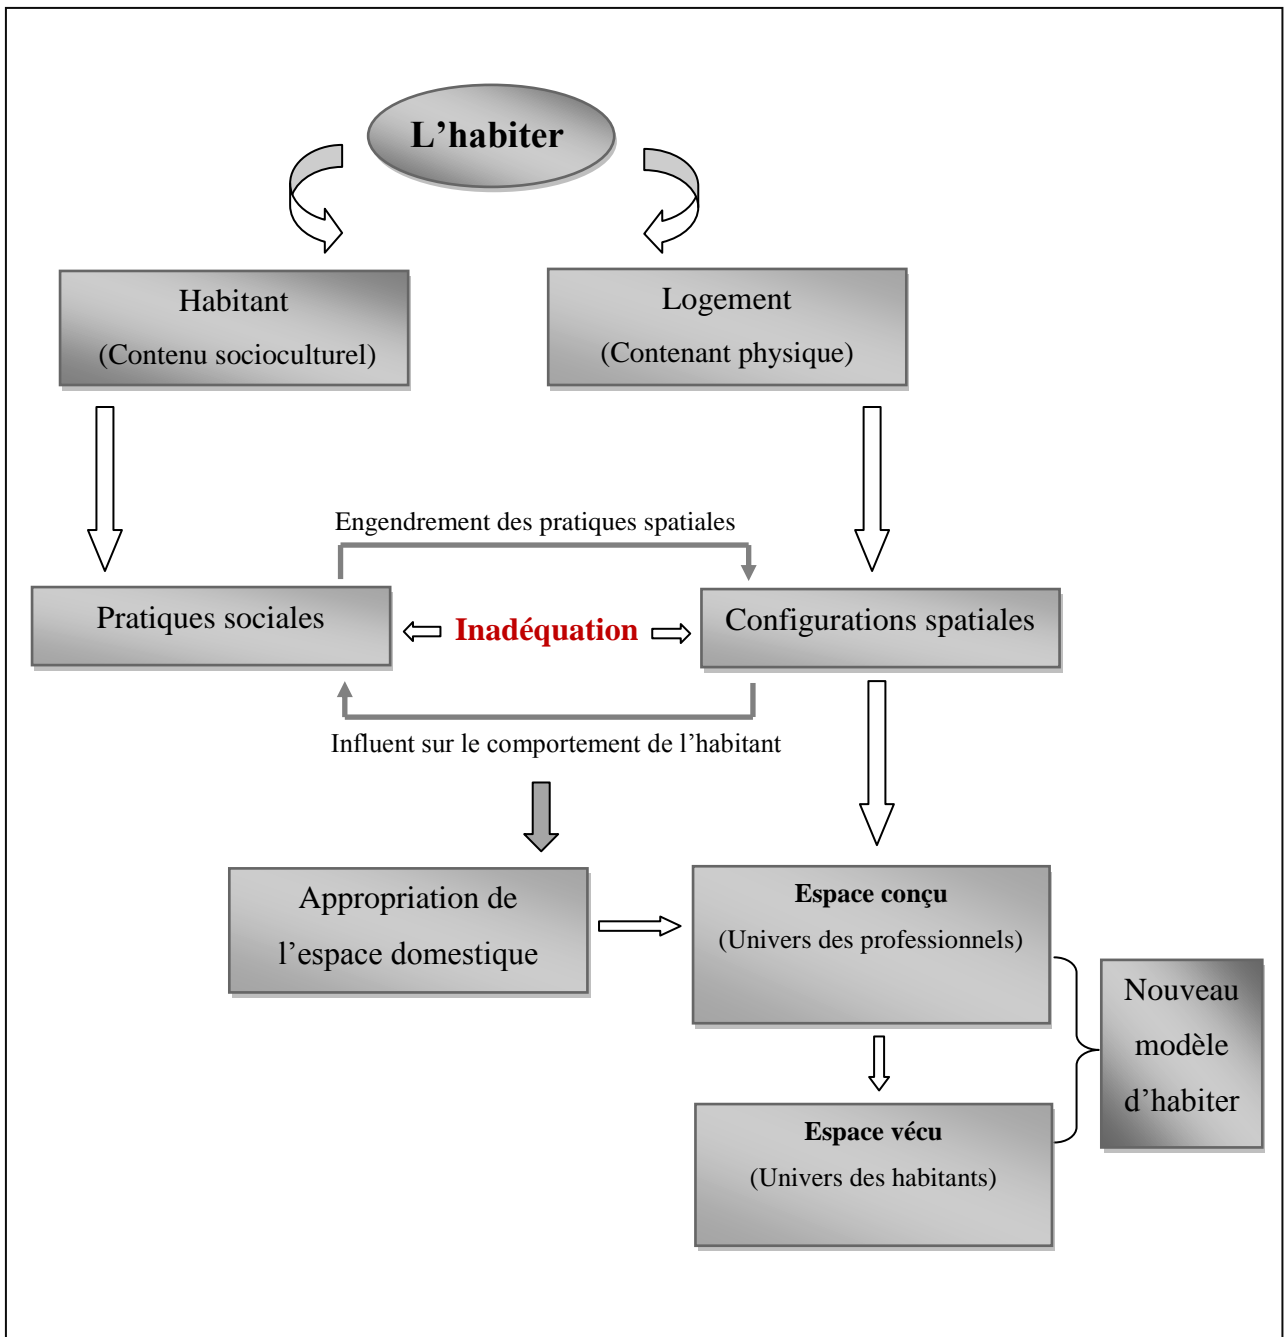 L’habiter
Habitant
(Contenu socioculturel)
Logement
(Contenant physique)
Engendrement des pratiques spatiales
Pratiques sociales
Inadéquation
Configurations spatiales
Influent sur le comportement de l’habitant
Appropriation de
l’espace domestique
Espace conçu
(Univers des professionnels)
Nouveau
modèle
d’habiter
Espace vécu
(Univers des habitants)